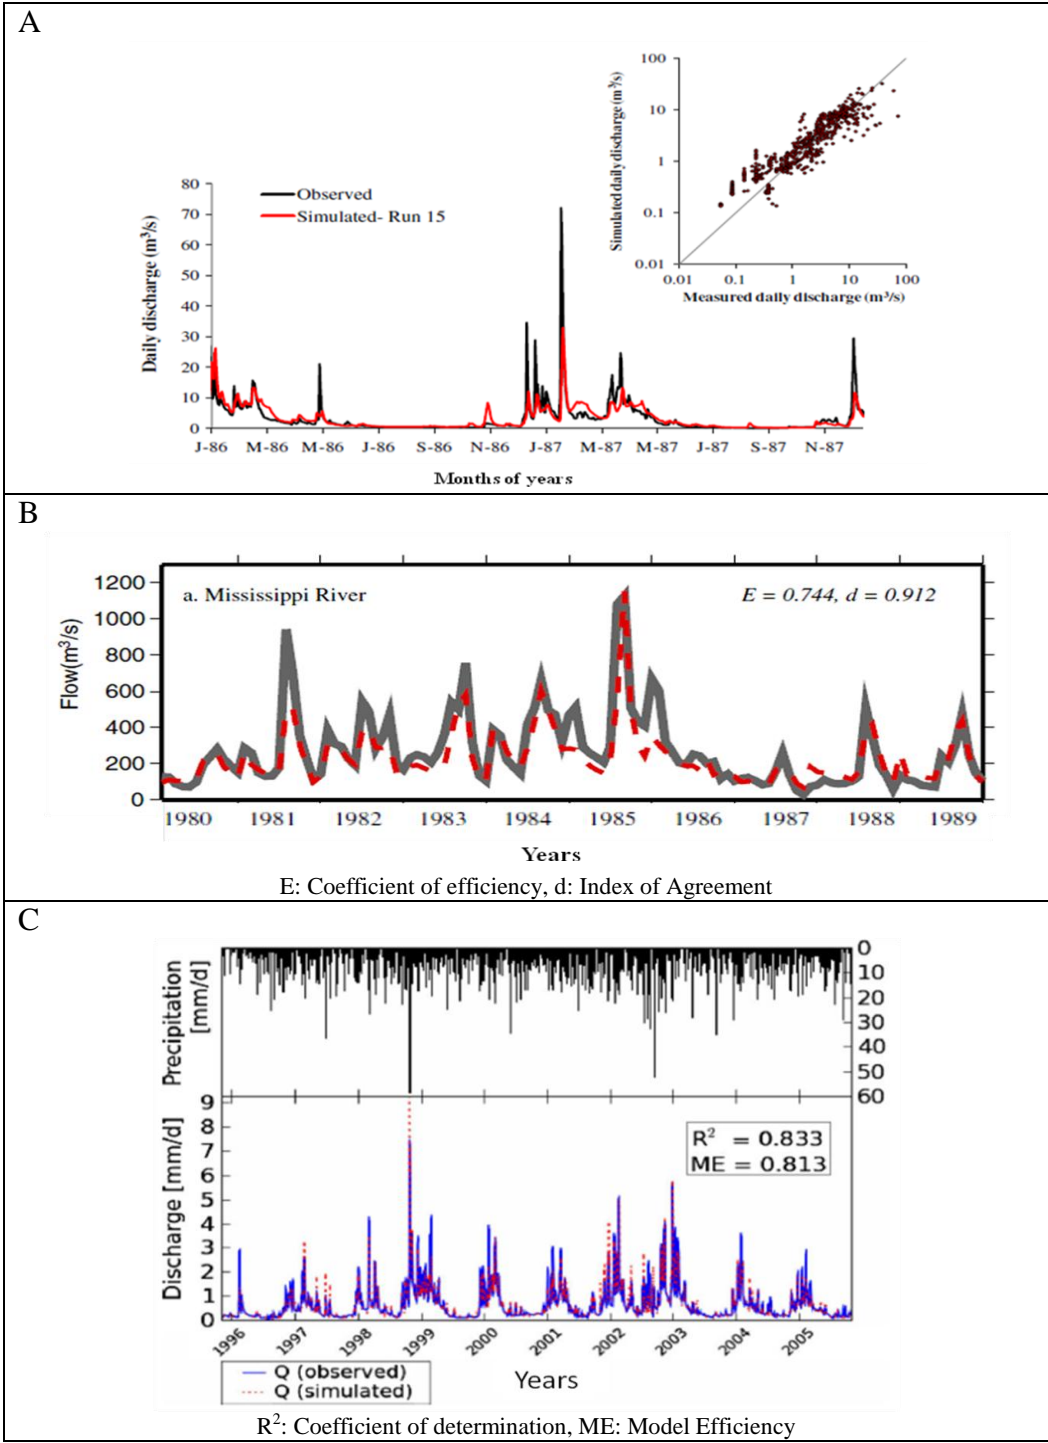 A
100
10
1
0.1
0.01
Simulated daily discharge (m³/s)
0.01 0.1 1 10 100
Measured daily discharge (m³/s)
Observed
Simulated- Run 15
80
70
60
50
40
30
20
10
0
Daily discharge (m³/s)
J-86 M-86 M-86 J-86 S-86 N-86 J-87 M-87 M-87 J-87 S-87 N-87
Months of years
B
a. Mississippi River
E = 0.744, d = 0.912
1200
1000
800
600
400
200
0
Flow(m³/s)
1980 1981 1982 1983 1984 1985 1986 1987 1988 1989
Years
E: Coefficient of efficiency, d: Index of Agreement
C
Precipitation
[mm/d]
0
10
20
30
40
50
60
Discharge [mm/d]
9
8
7
6
5
4
3
2
1
0
R² = 0.833
ME = 0.813
1996 1997 1998 1999 2000 2001 2002 2003 2004 2005
Years
Q (observed)
Q (simulated)
R²: Coefficient of determination, ME: Model Efficiency